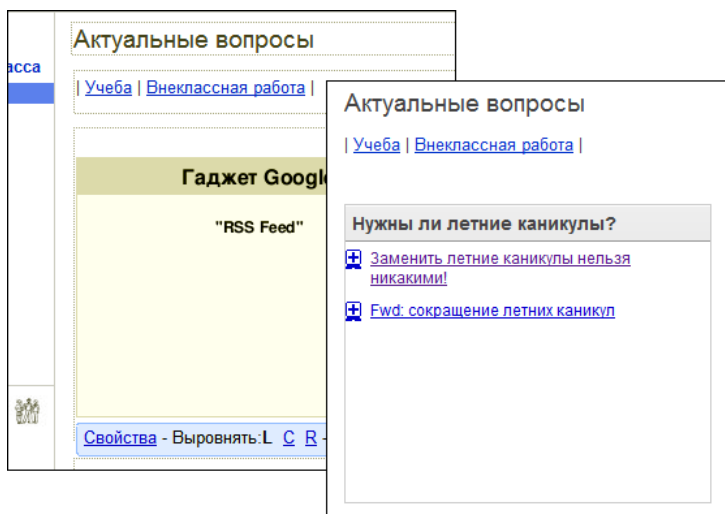 Актуальные вопросы
асса
| Учеба | Внеклассная работа |
Гаджет Google
"RSS Feed"
Свойства - Выровнять:L C R -
Актуальные вопросы
| Учеба | Внеклассная работа |
Нужны ли летние каникулы?
Заменить летние каникулы нельзя
никакими!
Fwd: сокращение летних каникул